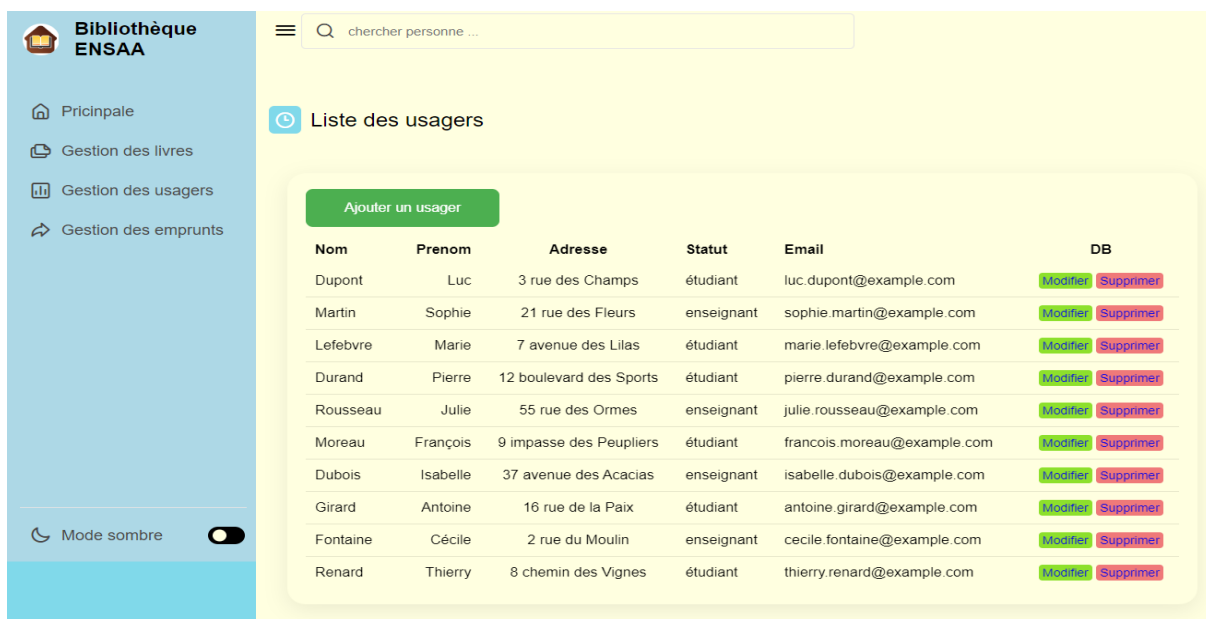 Bibliothèque
ENSAA
chercher personne ...
Pricinpale
Gestion des livres
Gestion des usagers
Gestion des emprunts
Mode sombre
Liste des usagers
Ajouter un usager
Nom Prenom Adresse Statut Email DB
Dupont Luc 3 rue des Champs étudiant luc.dupont@example.com Modifier Supprimer
Martin Sophie 21 rue des Fleurs enseignant sophie.martin@example.com Modifier Supprimer
Lefebvre Marie 7 avenue des Lilas étudiant marie.lefebvre@example.com Modifier Supprimer
Durand Pierre 12 boulevard des Sports étudiant pierre.durand@example.com Modifier Supprimer
Rousseau Julie 55 rue des Ormes enseignant julie.rousseau@example.com Modifier Supprimer
Moreau François 9 impasse des Peupliers étudiant francois.moreau@example.com Modifier Supprimer
Dubois Isabelle 37 avenue des Acacias enseignant isabelle.dubois@example.com Modifier Supprimer
Girard Antoine 16 rue de la Paix étudiant antoine.girard@example.com Modifier Supprimer
Fontaine Cécile 2 rue du Moulin enseignant cecile.fontaine@example.com Modifier Supprimer
Renard Thierry 8 chemin des Vignes étudiant thierry.renard@example.com Modifier Supprimer